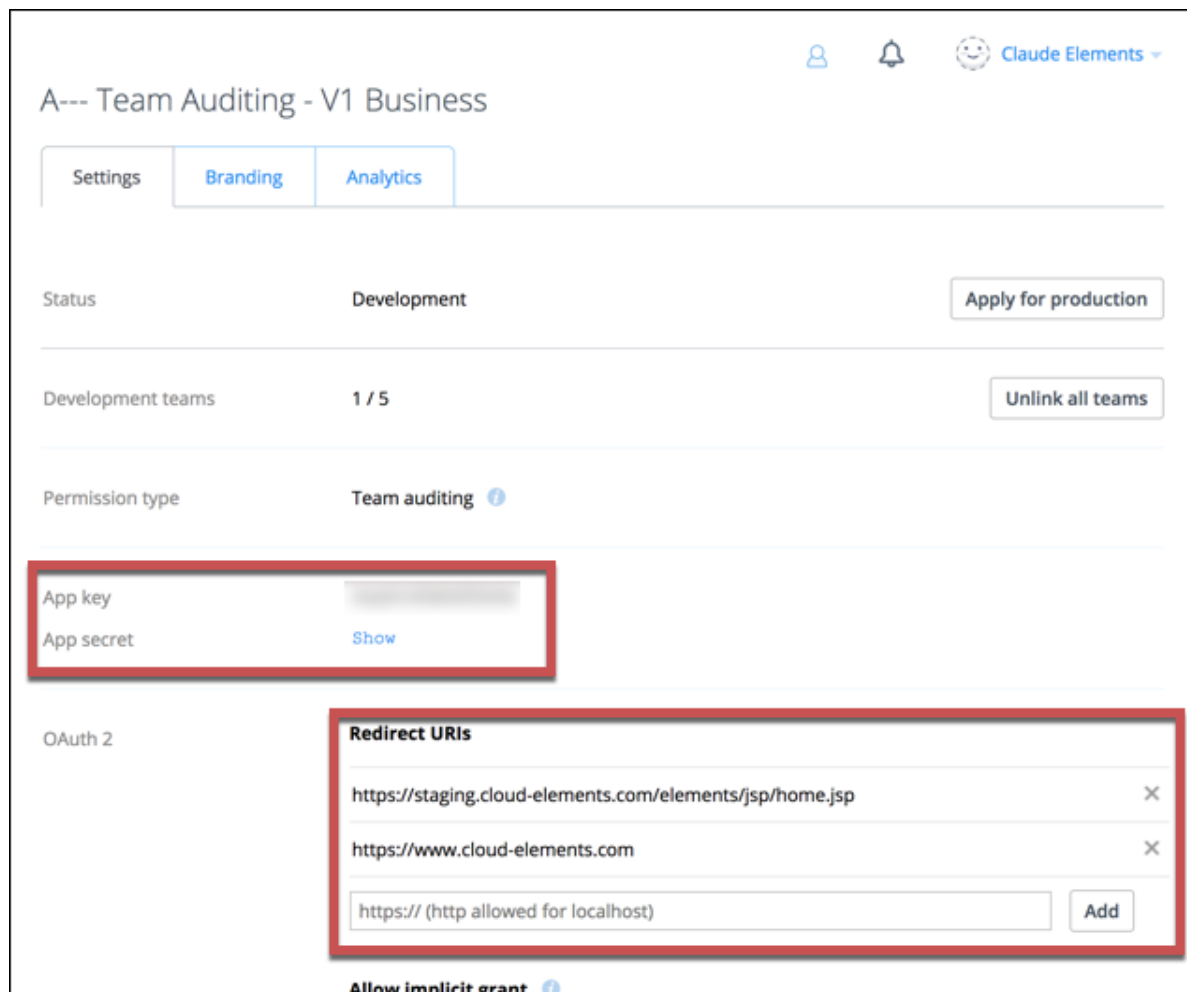 Claude Elements
A--- Team Auditing - V1 Business
Settings Branding Analytics
Status Development Apply for production
Development teams 1 / 5 Unlink all teams
Permission type Team auditing
App key
App secret Show
OAuth 2 Redirect URIs
https://staging.cloud-elements.com/elements/jsp/home.jsp
https://www.cloud-elements.com
https:// (http allowed for localhost) Add
Allow implicit grant